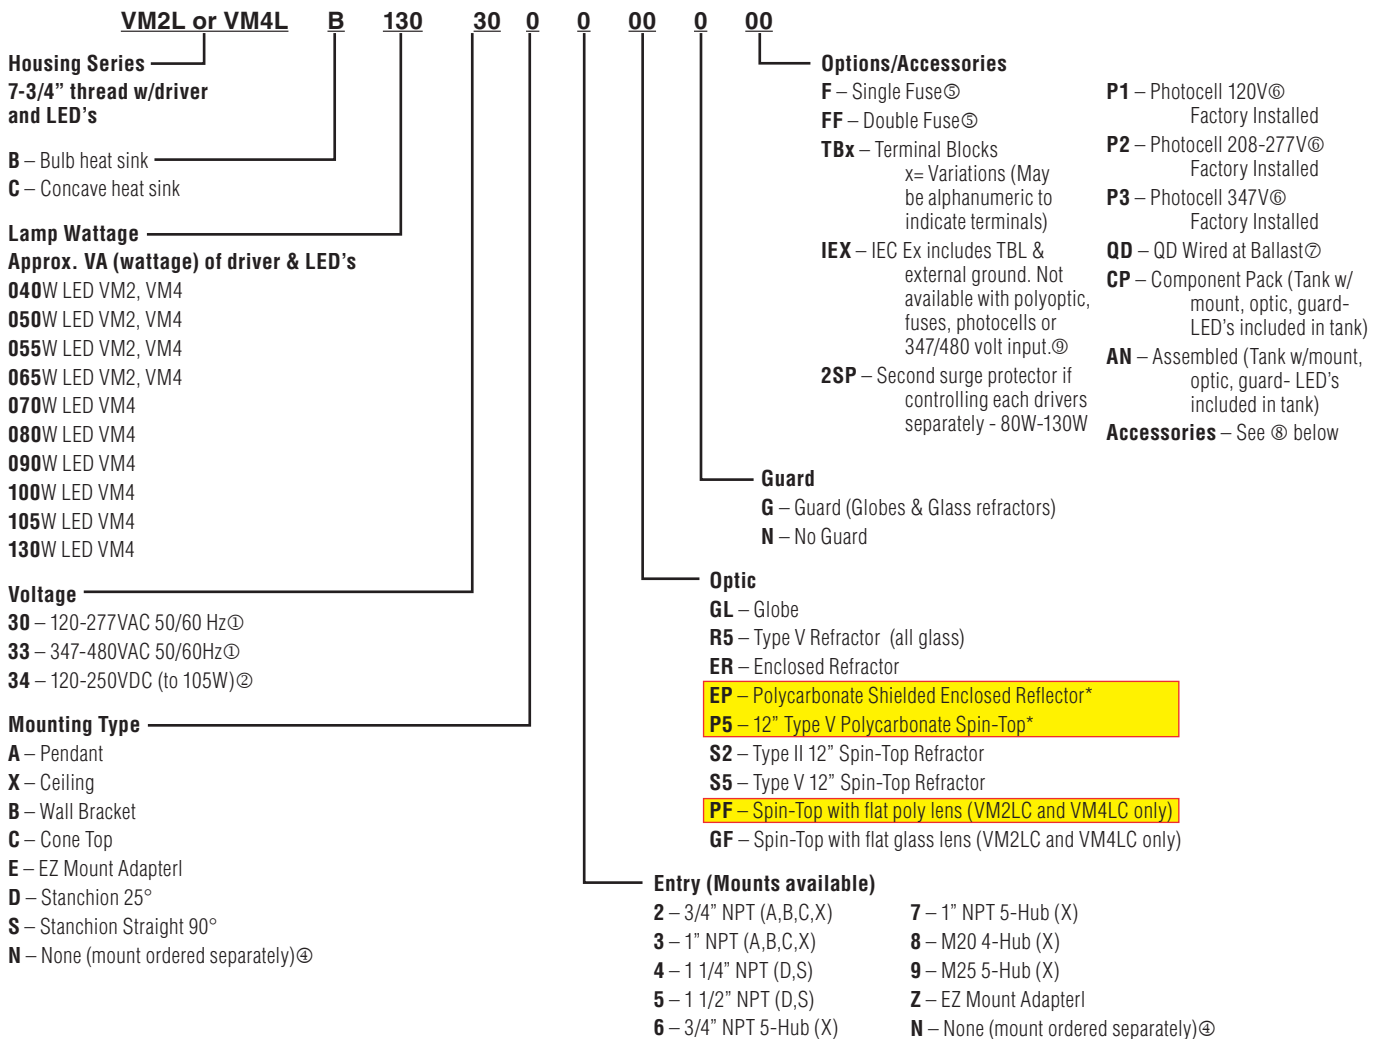 VM2L or VM4L B 130 30 0 0 00 0 00
Housing Series
7-3/4” thread w/driver
and LED’s
B – Bulb heat sink
C – Concave heat sink
Lamp Wattage
Approx. VA (wattage) of driver & LED’s
040W LED VM2, VM4
050W LED VM2, VM4
055W LED VM2, VM4
065W LED VM2, VM4
070W LED VM4
080W LED VM4
090W LED VM4
100W LED VM4
105W LED VM4
130W LED VM4
Voltage
30 – 120-277VAC 50/60 Hz①
33 – 347-480VAC 50/60Hz①
34 – 120-250VDC (to 105W)②
Mounting Type
A – Pendant
X – Ceiling
B – Wall Bracket
C – Cone Top
E – EZ Mount Adapterl
D – Stanchion 25°
S – Stanchion Straight 90°
N – None (mount ordered separately)④
Options/Accessories
F – Single Fuse⑤
FF – Double Fuse⑤
TBx – Terminal Blocks
x= Variations (May
be alphanumeric to
indicate terminals)
IEX – IEC Ex includes TBL &
external ground. Not
available with polyoptic,
fuses, photocells or
347/480 volt input.⑨
2SP – Second surge protector if
controlling each drivers
separately - 80W-130W
P1 – Photocell 120V⑥
Factory Installed
P2 – Photocell 208-277V⑥
Factory Installed
P3 – Photocell 347V⑥
Factory Installed
QD – QD Wired at Ballast⑦
CP – Component Pack (Tank w/
mount, optic, guard-
LED’s included in tank)
AN – Assembled (Tank w/mount,
optic, guard- LED’s
included in tank)
Accessories – See ⑧ below
Guard
G – Guard (Globes & Glass refractors)
N – No Guard
Optic
GL – Globe
R5 – Type V Refractor (all glass)
ER – Enclosed Refractor
EP – Polycarbonate Shielded Enclosed Reflector*
P5 – 12” Type V Polycarbonate Spin-Top*
S2 – Type II 12” Spin-Top Refractor
S5 – Type V 12” Spin-Top Refractor
PF – Spin-Top with flat poly lens (VM2LC and VM4LC only)
GF – Spin-Top with flat glass lens (VM2LC and VM4LC only)
Entry (Mounts available)
2 – 3/4” NPT (A,B,C,X)
3 – 1” NPT (A,B,C,X)
4 – 1 1/4” NPT (D,S)
5 – 1 1/2” NPT (D,S)
6 – 3/4” NPT 5-Hub (X)
7 – 1” NPT 5-Hub (X)
8 – M20 4-Hub (X)
9 – M25 5-Hub (X)
Z – EZ Mount Adapterl
N – None (mount ordered separately)④